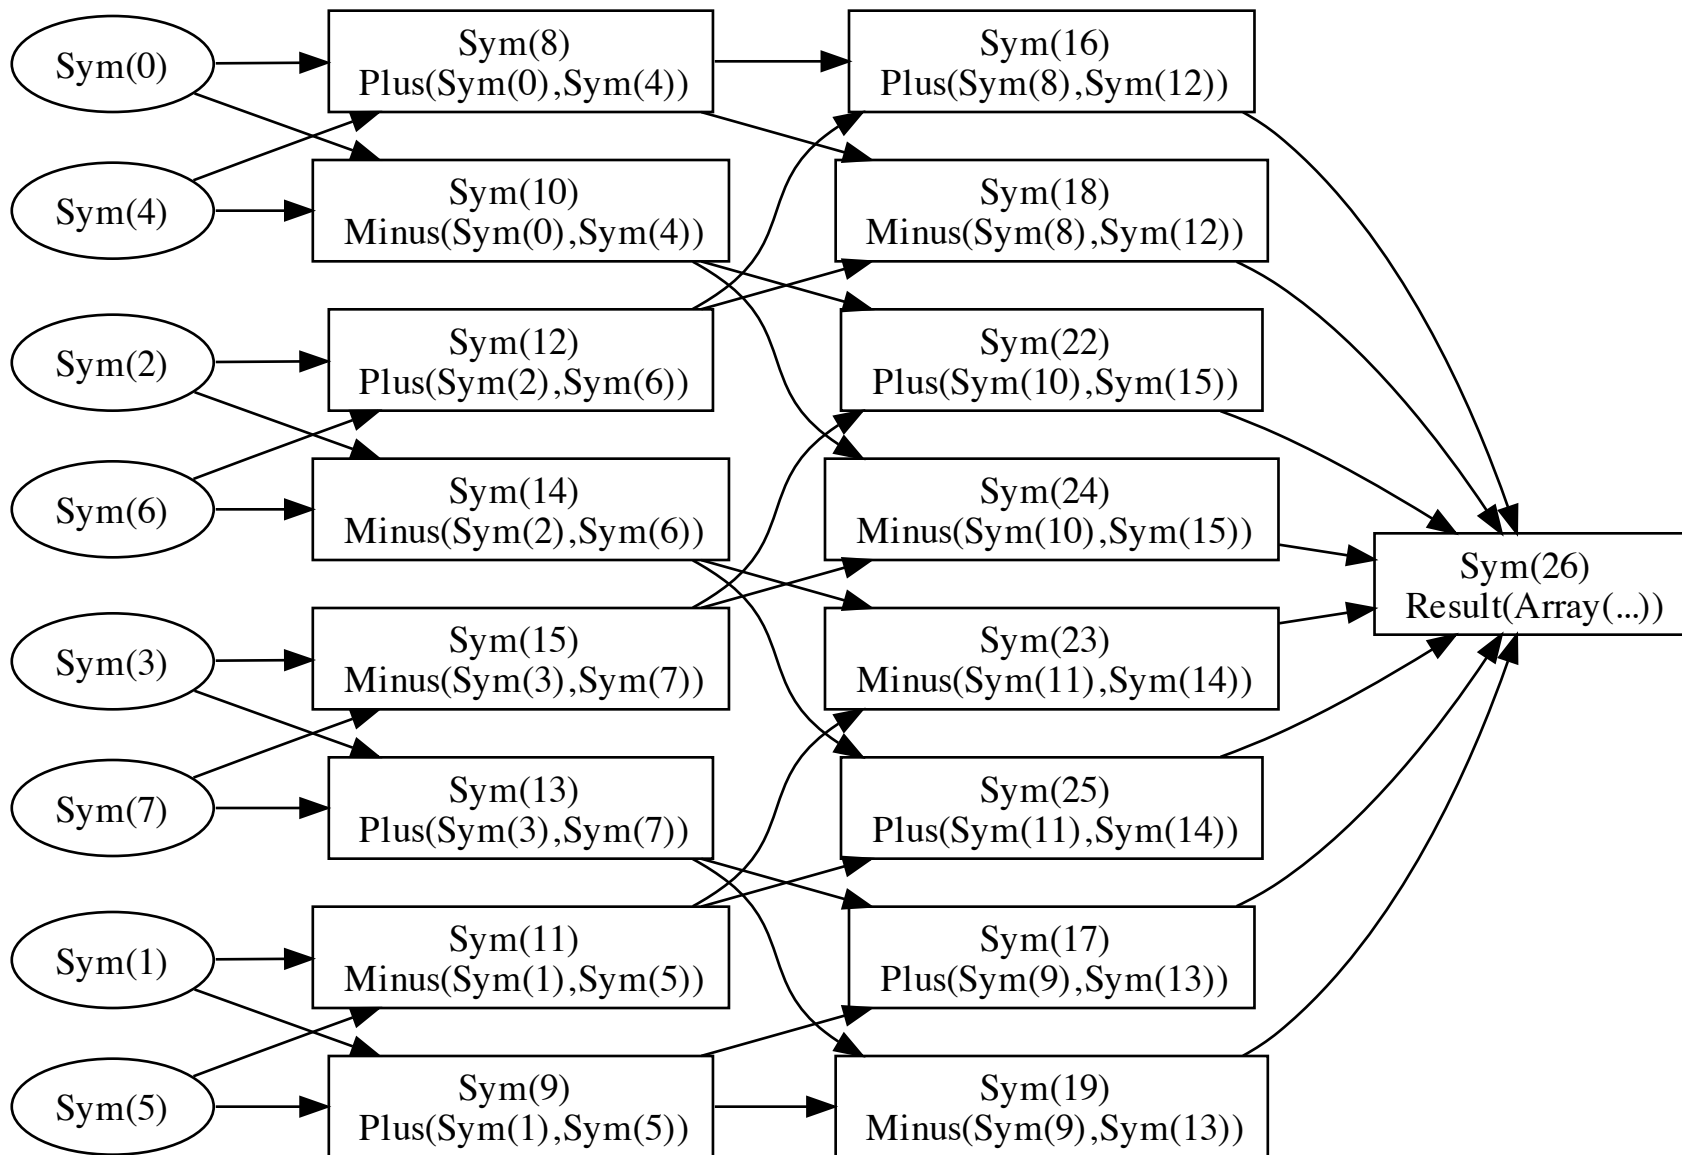 Sym(0)
Sym(8)
Plus(Sym(0),Sym(4))
Sym(16)
Plus(Sym(8),Sym(12))
Sym(4)
Sym(10)
Minus(Sym(0),Sym(4))
Sym(18)
Minus(Sym(8),Sym(12))
Sym(2)
Sym(12)
Plus(Sym(2),Sym(6))
Sym(22)
Plus(Sym(10),Sym(15))
Sym(6)
Sym(14)
Minus(Sym(2),Sym(6))
Sym(24)
Minus(Sym(10),Sym(15))
Sym(26)
Result(Array(...))
Sym(3)
Sym(15)
Minus(Sym(3),Sym(7))
Sym(23)
Minus(Sym(11),Sym(14))
Sym(7)
Sym(13)
Plus(Sym(3),Sym(7))
Sym(25)
Plus(Sym(11),Sym(14))
Sym(1)
Sym(11)
Minus(Sym(1),Sym(5))
Sym(17)
Plus(Sym(9),Sym(13))
Sym(5)
Sym(9)
Plus(Sym(1),Sym(5))
Sym(19)
Minus(Sym(9),Sym(13))